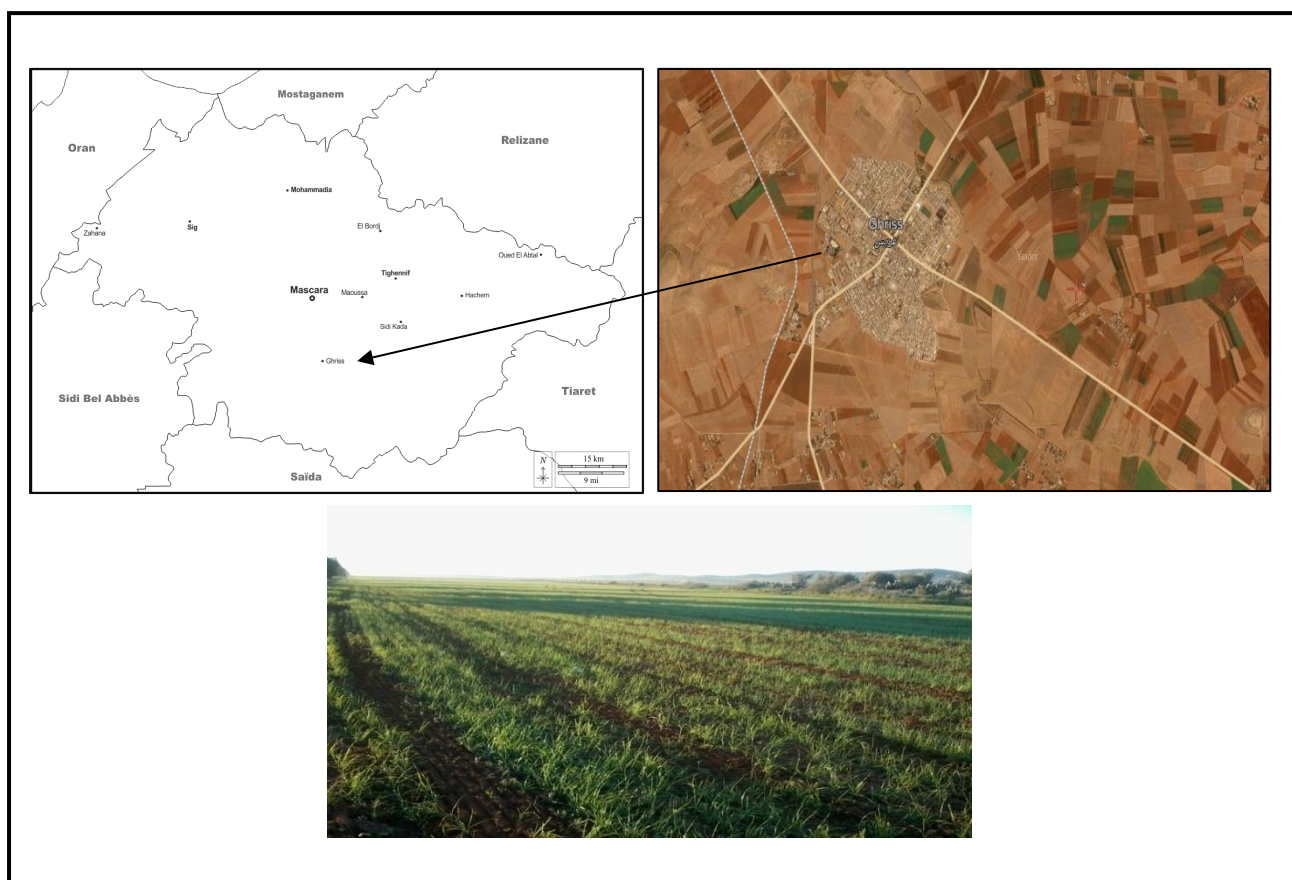 Mostaganem
Oran
Relizane
Mohammadia
Sig
Zahana
El Bordj
Oued El Abtal
Tighennif
Mascara
Maoussa
Hachem
Sidi Kada
Ghriss
Sidi Bel Abbès
Tiaret
Saïda
N
15 km
9 mi
Ghriss
غريس